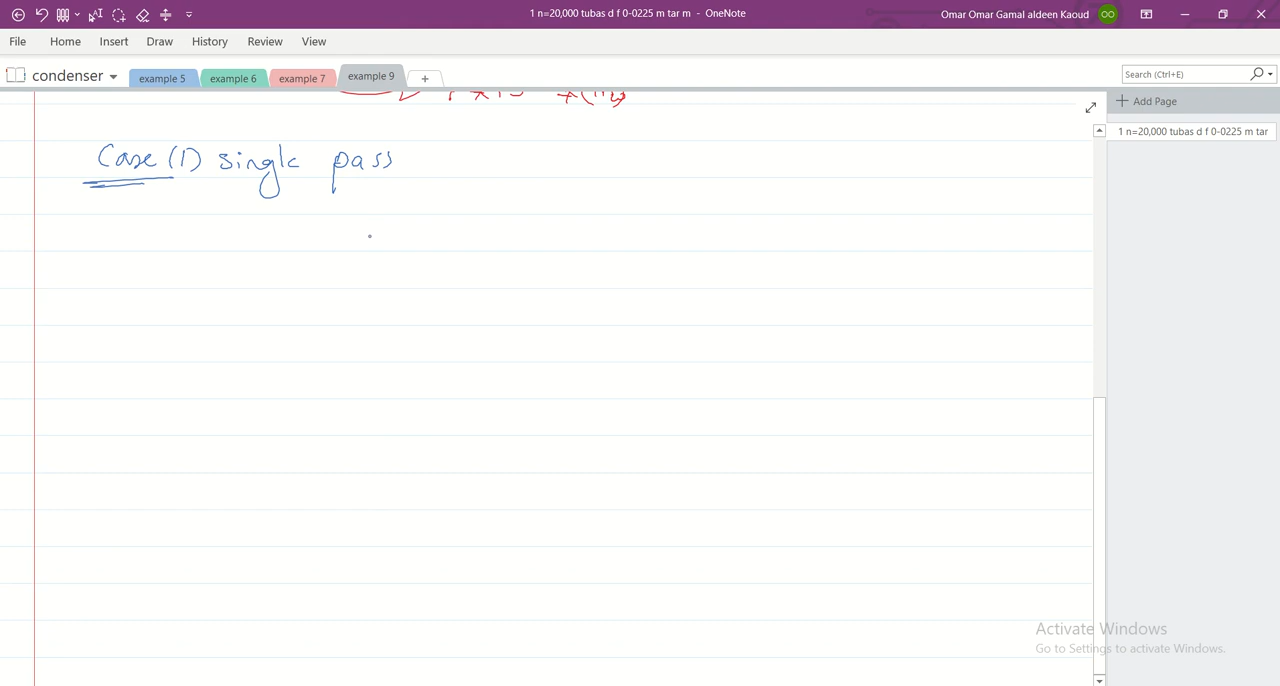 1 n=20,000 tubas d f 0-0225 m tar m - OneNote
Omar Omar Gamal aldeen Kaoud OO
File Home Insert Draw History Review View
condenser example 5 example 6 example 7 example 9 +
Search (Ctrl+E)
Add Page
1 n=20,000 tubas d f 0-0225 m tar
Case (1) single pass
Activate Windows
Go to Settings to activate Windows.